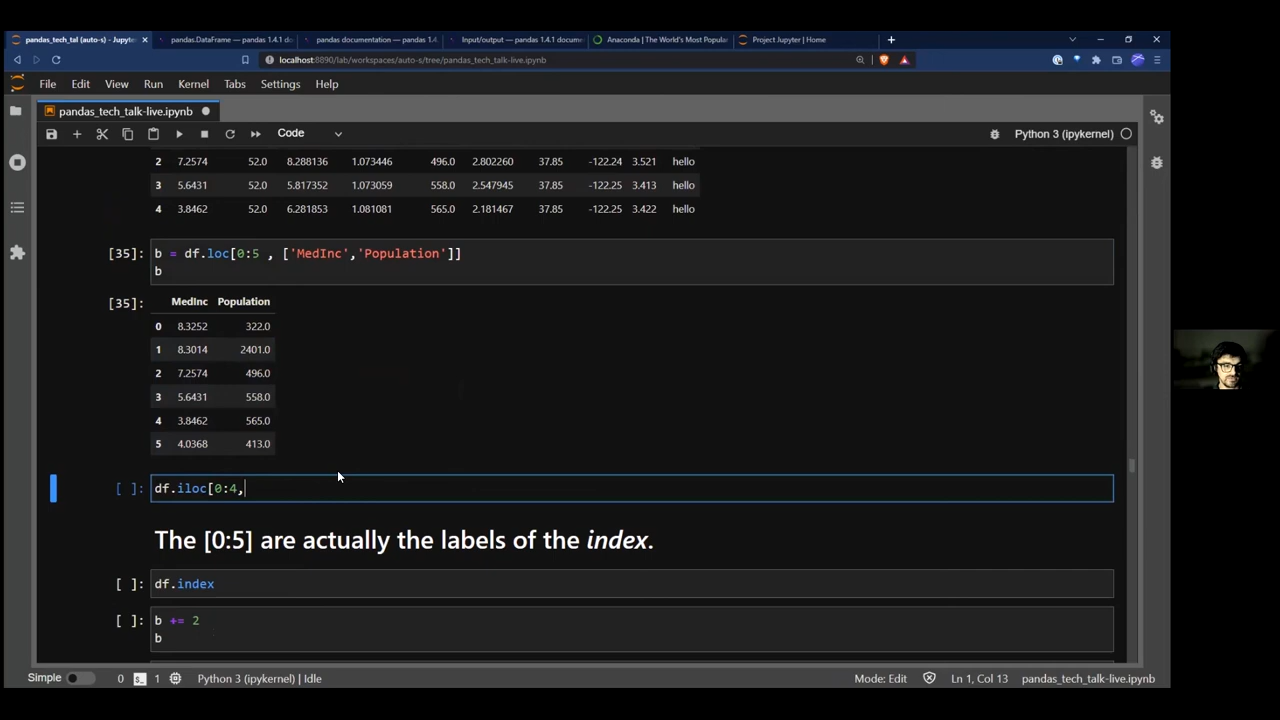 pandas_tech_tal (auto-s) - Jupyte
pandas.DataFrame — pandas 1.4.1 do
pandas documentation — pandas 1.4.
Input/output — pandas 1.4.1 docum
Anaconda | The World's Most Popula
Project Jupyter | Home
localhost:8890/lab/workspaces/auto-s/tree/pandas_tech_talk-live.ipynb
File Edit View Run Kernel Tabs Settings Help
pandas_tech_talk-live.ipynb
Code
Python 3 (ipykernel)
2 7.2574 52.0 8.288136 1.073446 496.0 2.802260 37.85 -122.24 3.521 hello
3 5.6431 52.0 5.817352 1.073059 558.0 2.547945 37.85 -122.25 3.413 hello
4 3.8462 52.0 6.281853 1.081081 565.0 2.181467 37.85 -122.25 3.422 hello
[35]: b = df.loc[0:5 , ['MedInc','Population']]
b
[35]: MedInc Population
0 8.3252 322.0
1 8.3014 2401.0
2 7.2574 496.0
3 5.6431 558.0
4 3.8462 565.0
5 4.0368 413.0
[ ]: df.iloc[0:4,
The [0:5] are actually the labels of the index.
[ ]: df.index
[ ]: b += 2
b
Simple 0 1 Python 3 (ipykernel) | Idle Mode: Edit Ln 1, Col 13 pandas_tech_talk-live.ipynb